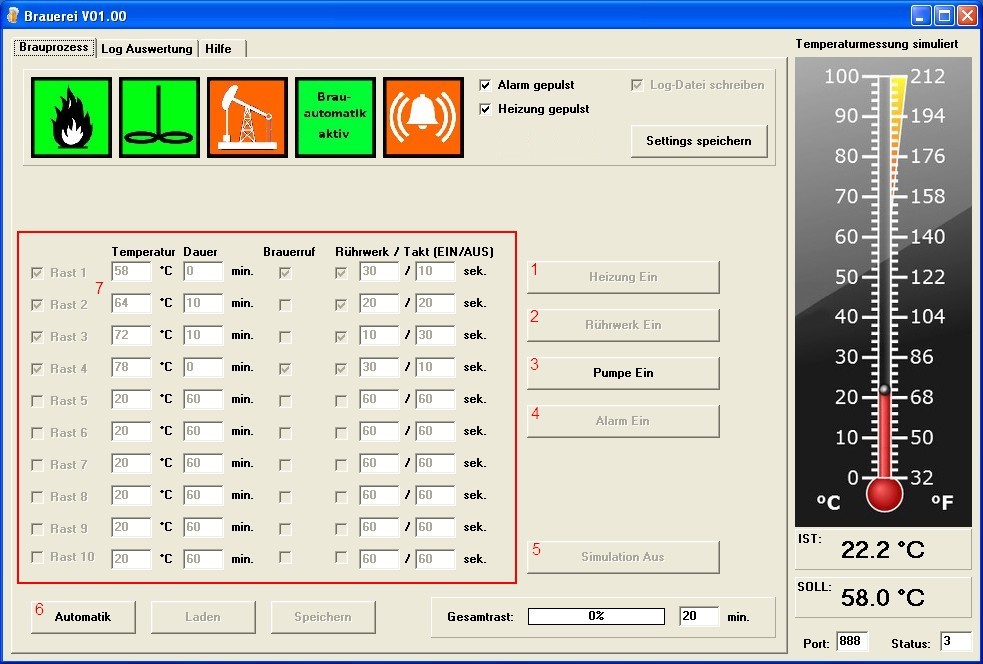 Brauerei V01.00
Brauprozess Log Auswertung Hilfe
Temperaturmessung simuliert
Brau-
automatik
aktiv
Alarm gepulst
Heizung gepulst
Log-Datei schreiben
Settings speichern
Temperatur Dauer Brauerruf Rührwerk / Takt (EIN/AUS)
Rast 1 58 °C 0 min. 30 / 10 sek.
7
Rast 2 64 °C 10 min. 20 / 20 sek.
Rast 3 72 °C 10 min. 10 / 30 sek.
Rast 4 78 °C 0 min. 30 / 10 sek.
Rast 5 20 °C 60 min. 60 / 60 sek.
Rast 6 20 °C 60 min. 60 / 60 sek.
Rast 7 20 °C 60 min. 60 / 60 sek.
Rast 8 20 °C 60 min. 60 / 60 sek.
Rast 9 20 °C 60 min. 60 / 60 sek.
Rast 10 20 °C 60 min. 60 / 60 sek.
1 Heizung Ein
2 Rührwerk Ein
3 Pumpe Ein
4 Alarm Ein
5 Simulation Aus
6 Automatik Laden Speichern
Gesamtrast: 0% 20 min.
100 212
90 194
80 176
70 158
60 140
50 122
40 104
30 86
20 68
10 50
0 32
°C °F
IST: 22.2 °C
SOLL: 58.0 °C
Port: 888 Status: 3